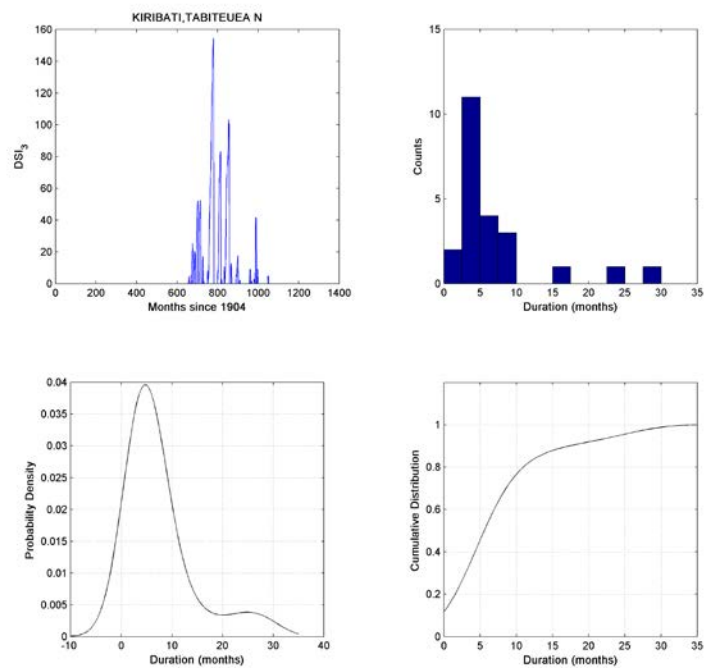 KIRIBATI,TABITEUEA N
160
140
120
100
80
60
40
20
0
DSI3
0 200 400 600 800 1000 1200 1400
Months since 1904
15
10
5
0
Counts
0 5 10 15 20 25 30 35
Duration (months)
0.04
0.035
0.03
0.025
0.02
0.015
0.01
0.005
0
Probability Density
-10 0 10 20 30 40
Duration (months)
1
0.8
0.6
0.4
0.2
0
Cumulative Distribution
0 5 10 15 20 25 30 35
Duration (months)